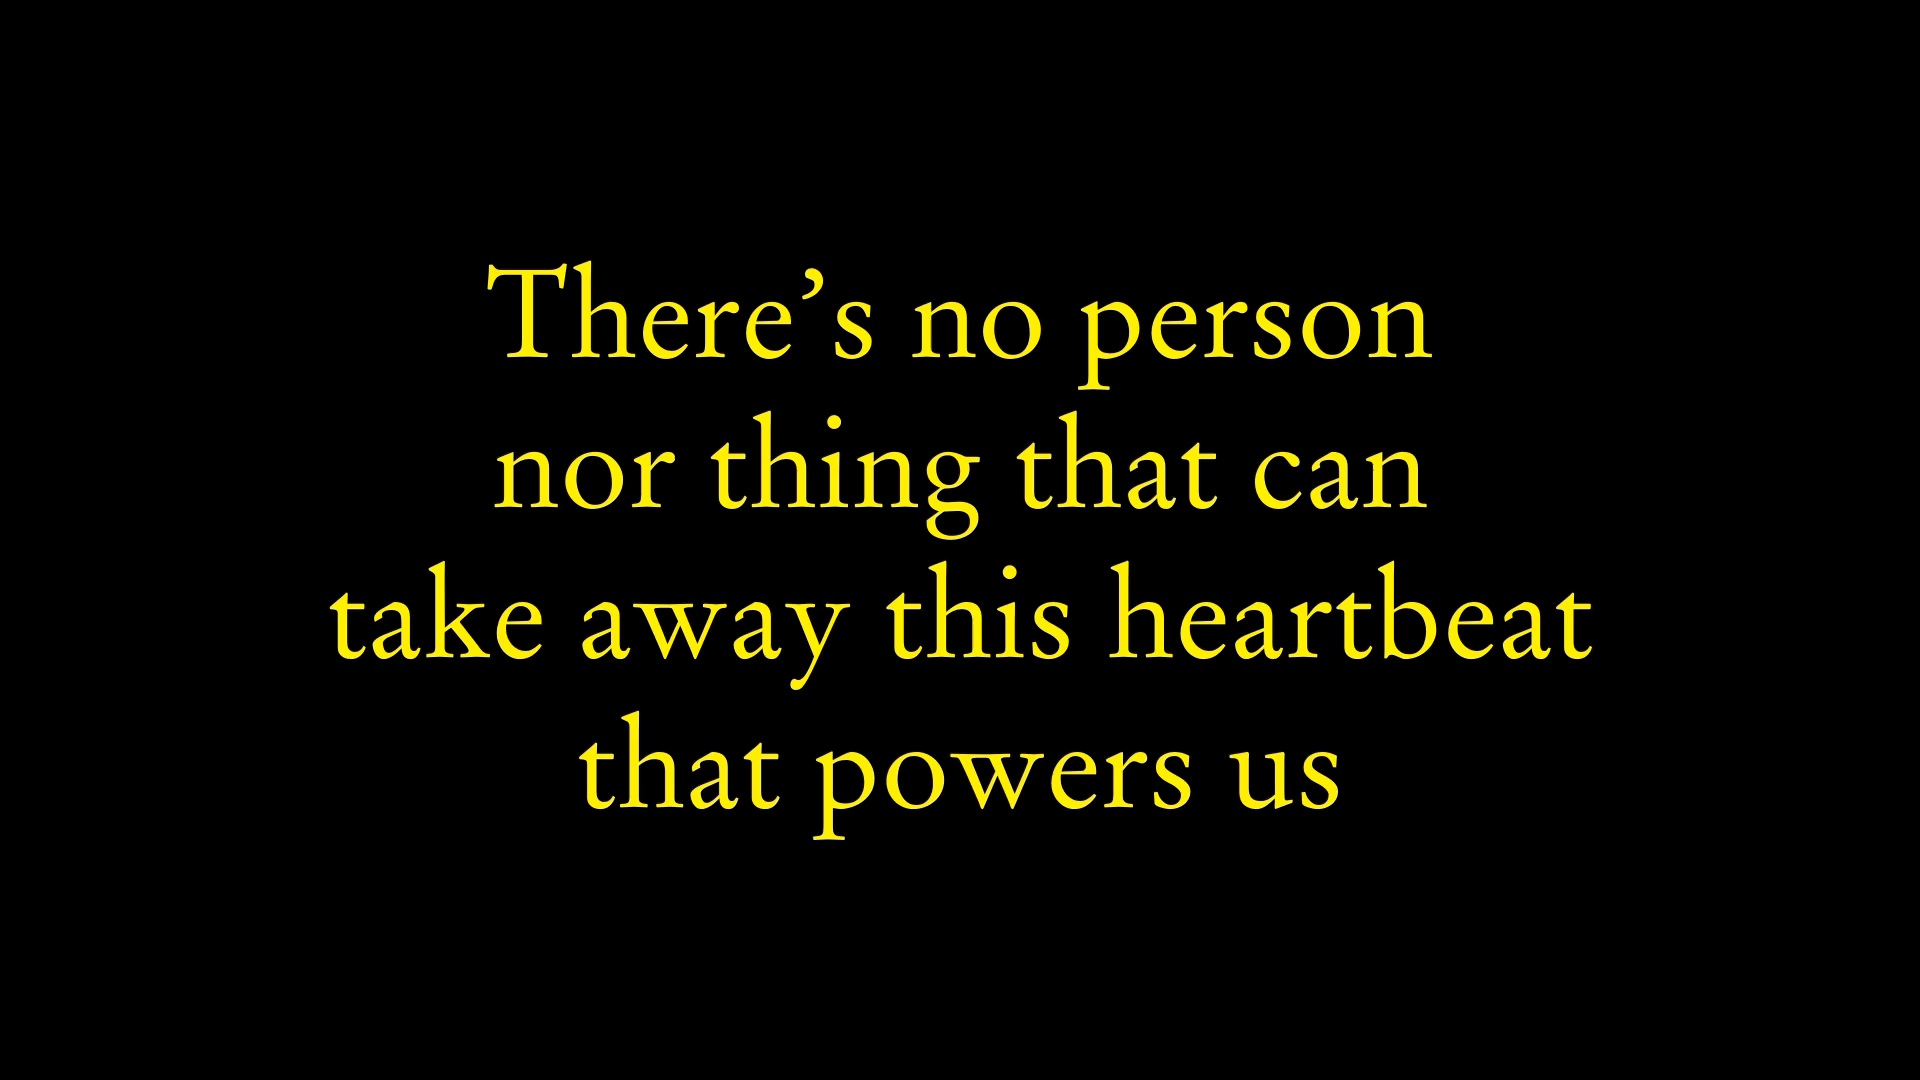 There’s no person
nor thing that can
take away this heartbeat
that powers us